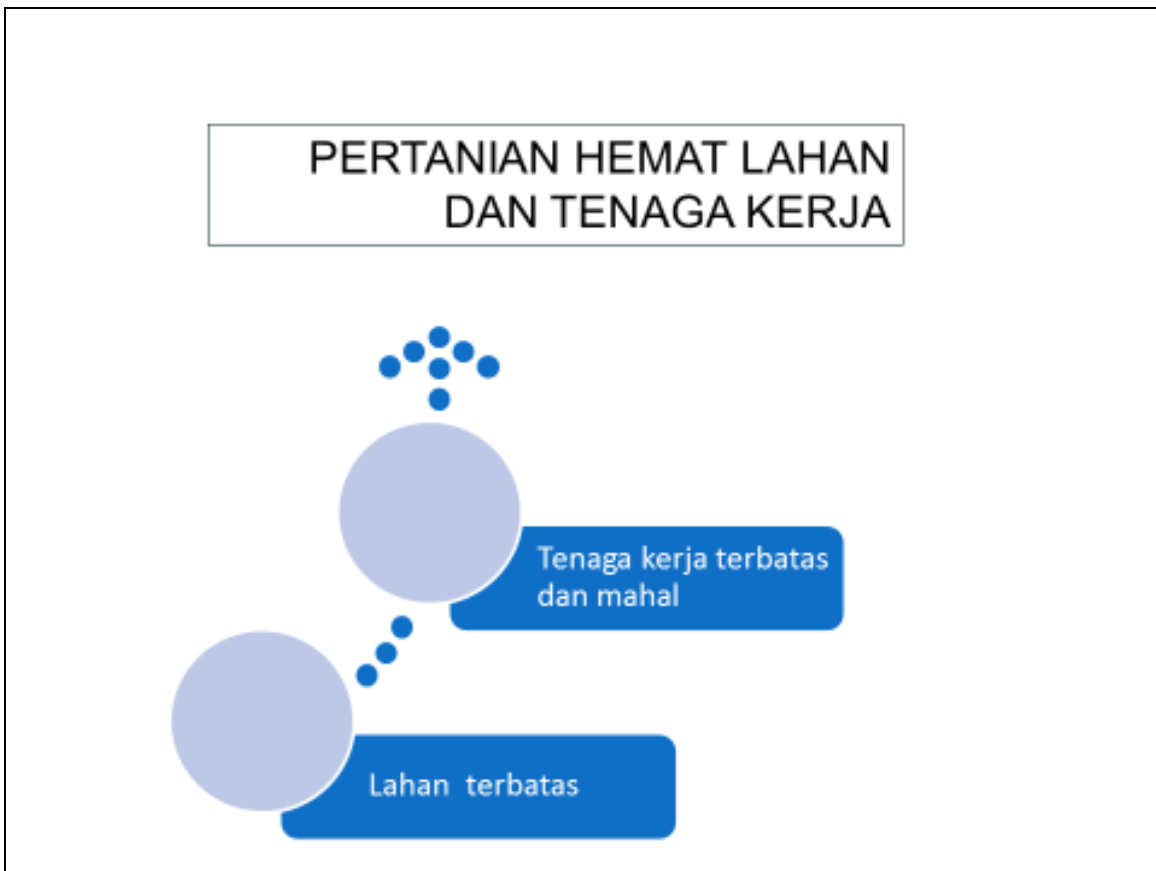 PERTANIAN HEMAT LAHAN
DAN TENAGA KERJA
Tenaga kerja terbatas
dan mahal
Lahan terbatas